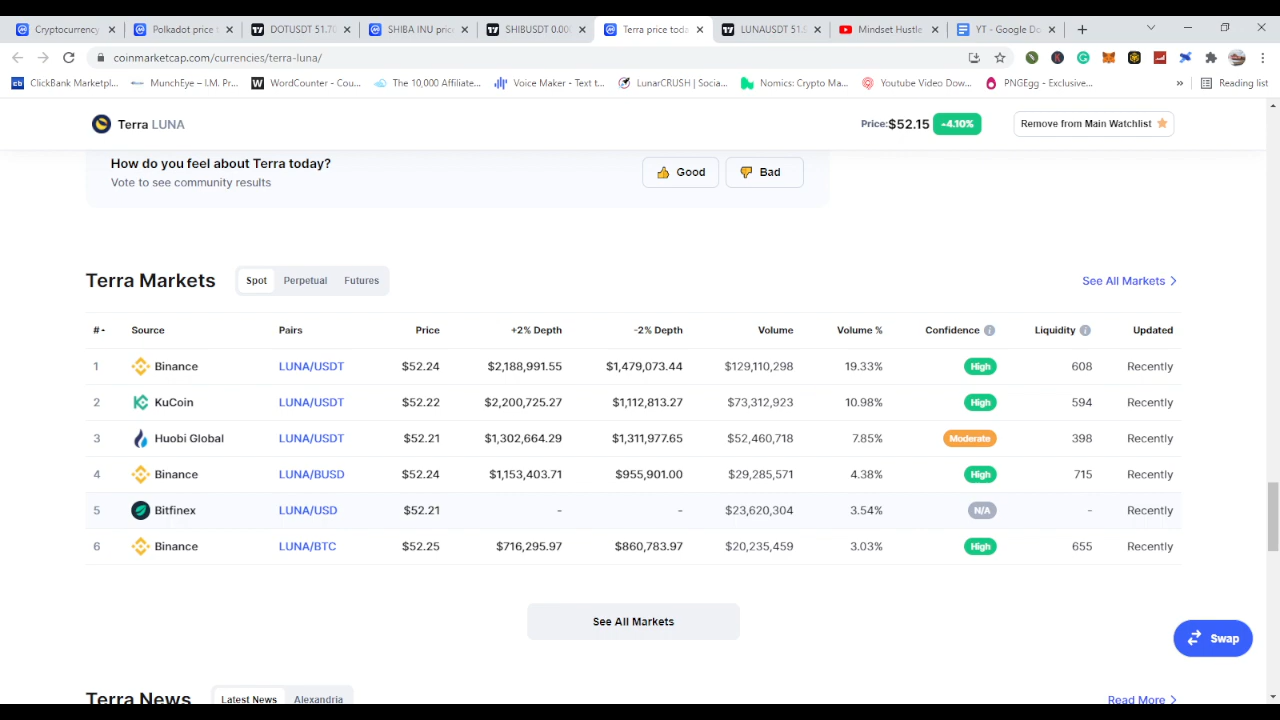 Cryptocurrency
Polkadot price
DOTUSDT 51.70
SHIBA INU price
SHIBUSDT 0.000
Terra price toda
LUNAUSDT 51.9
Mindset Hustle
YT - Google Do
coinmarketcap.com/currencies/terra-luna/
ClickBank Marketpl...
MunchEye – I.M. Pr...
WordCounter - Cou...
The 10,000 Affiliate...
Voice Maker - Text t...
LunarCRUSH | Socia...
Nomics: Crypto Ma...
Youtube Video Dow...
PNGEgg - Exclusive...
»
Reading list
Terra LUNA
Price:$52.15
4.10%
Remove from Main Watchlist
How do you feel about Terra today?
Vote to see community results
Good
Bad
Terra Markets
Spot
Perpetual
Futures
See All Markets
# Source Pairs Price +2% Depth -2% Depth Volume Volume % Confidence Liquidity Updated
1 Binance LUNA/USDT $52.24 $2,188,991.55 $1,479,073.44 $129,110,298 19.33% High 608 Recently
2 KuCoin LUNA/USDT $52.22 $2,200,725.27 $1,112,813.27 $73,312,923 10.98% High 594 Recently
3 Huobi Global LUNA/USDT $52.21 $1,302,664.29 $1,311,977.65 $52,460,718 7.85% Moderate 398 Recently
4 Binance LUNA/BUSD $52.24 $1,153,403.71 $955,901.00 $29,285,571 4.38% High 715 Recently
5 Bitfinex LUNA/USD $52.21 - - $23,620,304 3.54% N/A - Recently
6 Binance LUNA/BTC $52.25 $716,295.97 $860,783.97 $20,235,459 3.03% High 655 Recently
See All Markets
Swap
Terra News
Latest News
Alexandria
Read More